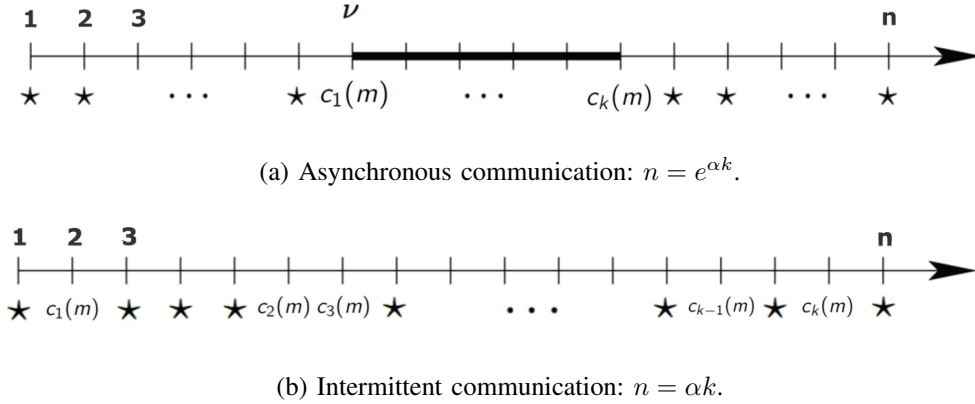 ν
1 2 3 n
⋆ ⋆ ··· ⋆ c₁(m) ··· cₖ(m) ⋆ ⋆ ··· ⋆
(a) Asynchronous communication: n = e^{αk}.
1 2 3 n
⋆ c₁(m) ⋆ ⋆ ⋆ c₂(m) c₃(m) ⋆ ··· ⋆ cₖ₋₁(m) ⋆ cₖ(m) ⋆
(b) Intermittent communication: n = αk.